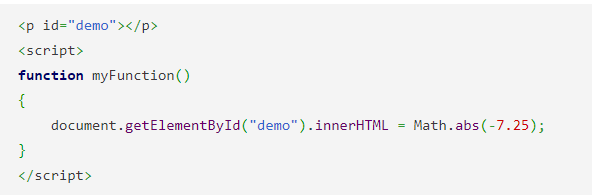 <p id="demo"></p>
<script>
function myFunction()
{
    document.getElementById("demo").innerHTML = Math.abs(-7.25);
}
</script>